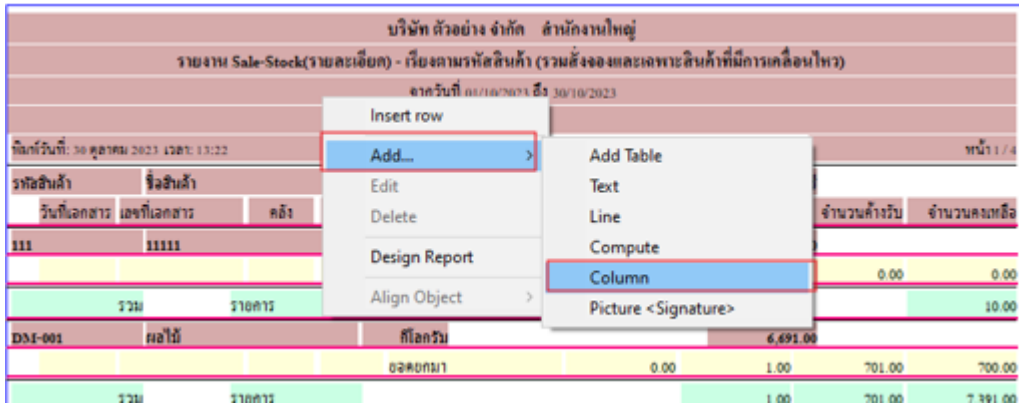 บริษัท ตัวอย่าง จำกัด สำนักงานใหญ่
รายงาน Sale-Stock(รายละเอียด) - เรียงตามรหัสสินค้า (รวมสั่งจองและเฉพาะสินค้าที่มีการเคลื่อนไหว)
จากวันที่ 01/10/2023 ถึง 30/10/2023
พิมพ์วันที่: 30 ตุลาคม 2023 เวลา: 13:22 หน้า 1 / 4
รหัสสินค้า ชื่อสินค้า
วันที่เอกสาร เลขที่เอกสาร คลัง จำนวนค้างรับ จำนวนคงเหลือ
111 11111
0.00 0.00
รวม รายการ 10.00
D3I-001 ผลไม้ กิโลกรัม 6,691.00
ยอดยกมา 0.00 1.00 701.00 700.00
รวม รายการ 1.00 701.00 7,391.00
Insert row
Add...
Edit
Delete
Design Report
Align Object
Add Table
Text
Line
Compute
Column
Picture <Signature>